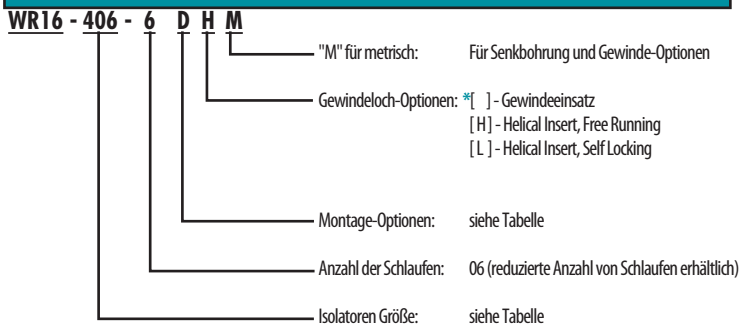 WR16 - 406 - 6 D H M
"M" für metrisch: Für Senkbohrung und Gewinde-Optionen
Gewindeloch-Optionen: *[ ] - Gewindeeinsatz
[ H ] - Helical Insert, Free Running
[ L ] - Helical Insert, Self Locking
Montage-Optionen: siehe Tabelle
Anzahl der Schlaufen: 06 (reduzierte Anzahl von Schlaufen erhältlich)
Isolatoren Größe: siehe Tabelle